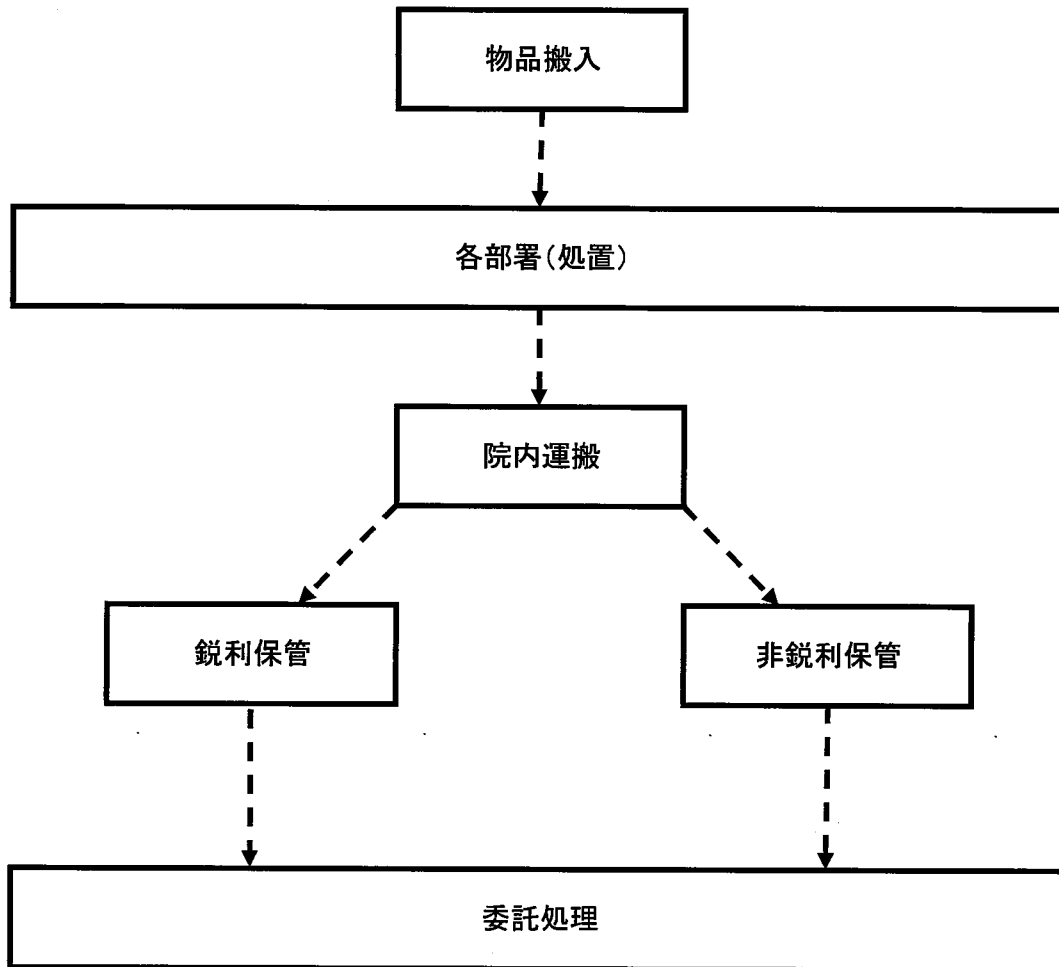 物品搬入
各部署(処置)
院内運搬
鋭利保管
非鋭利保管
委託処理